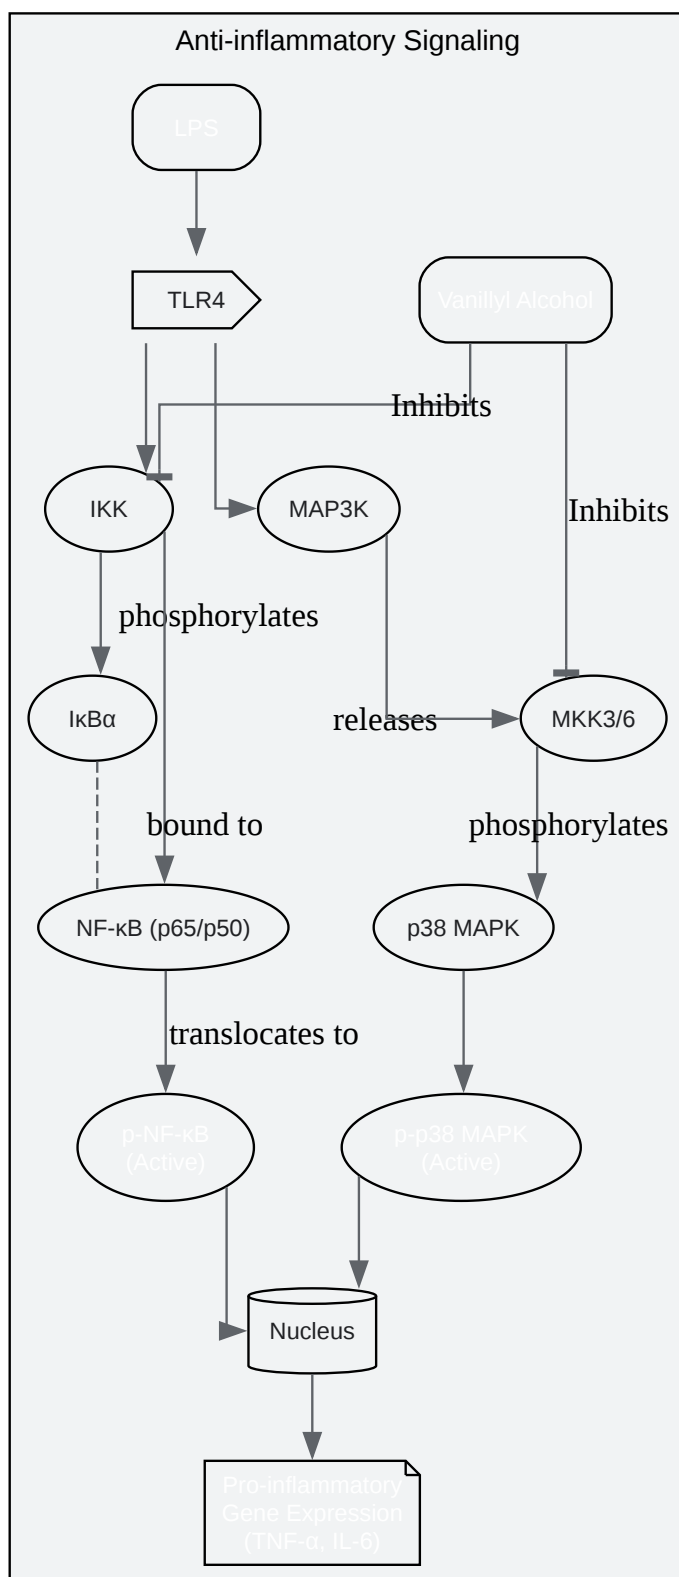 Anti-inflammatory Signaling
LPS
TLR4
Vanillyl Alcohol
Inhibits
IKK
MAP3K
Inhibits
phosphorylates
IκBα
releases
MKK3/6
bound to
phosphorylates
NF-κB (p65/p50)
p38 MAPK
translocates to
p-NF-κB
(Active)
p-p38 MAPK
(Active)
Nucleus
Pro-inflammatory
Gene Expression
(TNF-α, IL-6)